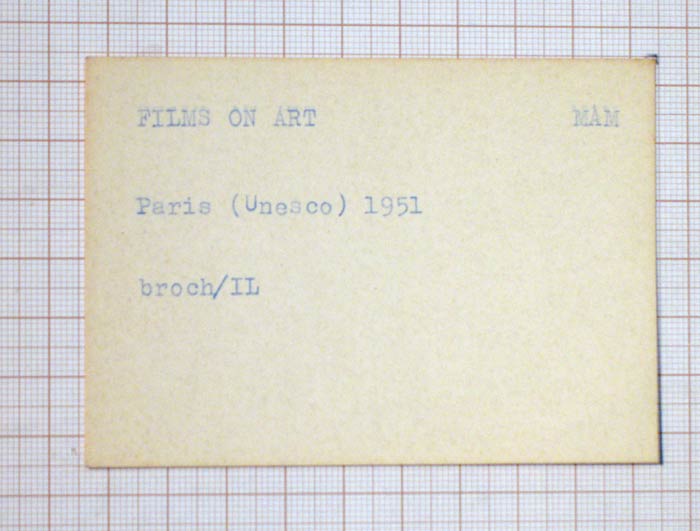 FILMS ON ART MAM
Paris (Unesco) 1951
broch/IL